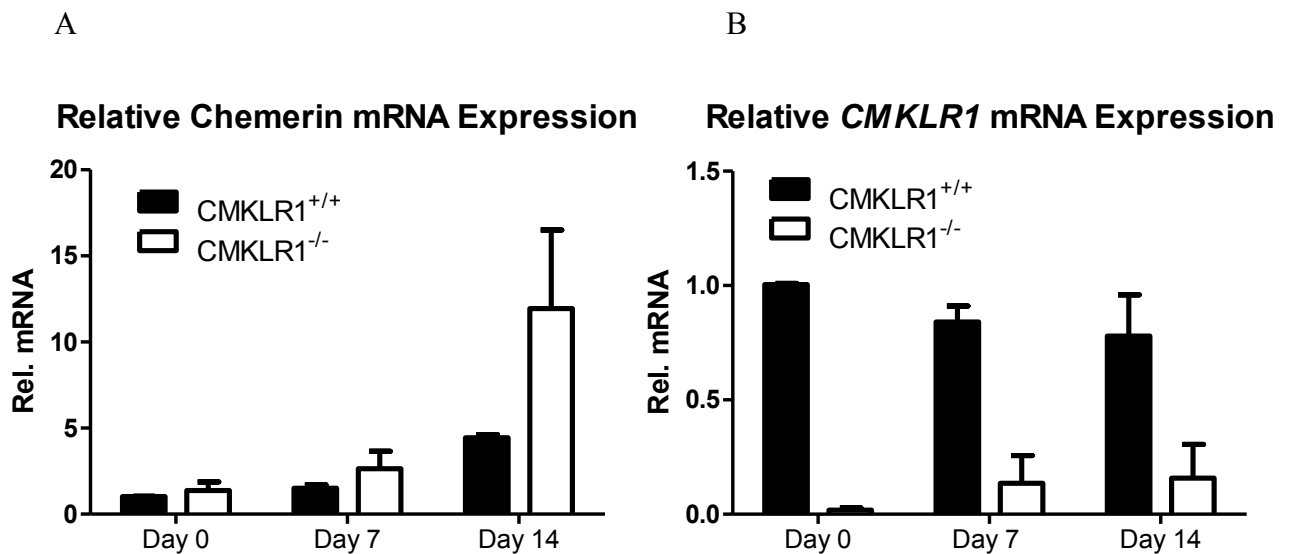 A
Relative Chemerin mRNA Expression
20
15
10
5
0
Rel. mRNA
CMKLR1+/+
CMKLR1-/-
Day 0 Day 7 Day 14
B
Relative CMKLR1 mRNA Expression
1.5
1.0
0.5
0.0
Rel. mRNA
CMKLR1+/+
CMKLR1-/-
Day 0 Day 7 Day 14